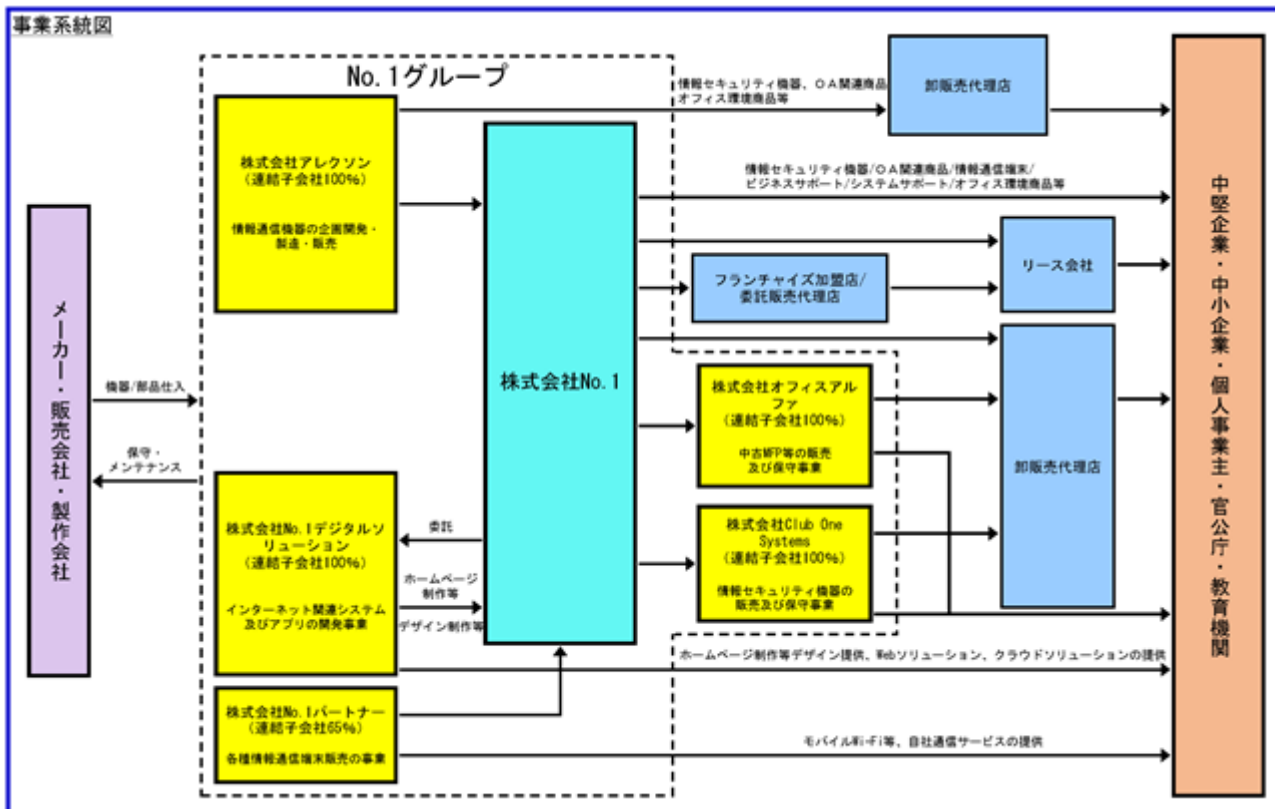 事業系統図
No.1グループ
情報セキュリティ機器、ＯＡ関連商品
オフィス環境商品等
卸販売代理店
株式会社アレクソン
(連結子会社100%)
情報通信機器の企画開発・
製造・販売
情報セキュリティ機器/ＯＡ関連商品/情報通信端末/
ビジネスサポート/システムサポート/オフィス環境商品等
リース会社
フランチャイズ加盟店/
委託販売代理店
メーカー・販売会社・製作会社
機器/部品仕入
保守・
メンテナンス
株式会社No.1
株式会社オフィスアル
ファ
(連結子会社100%)
中古MFP等の販売
及び保守事業
卸販売代理店
株式会社No.1デジタルソ
リューション
(連結子会社100%)
インターネット関連システム
及びアプリの開発事業
委託
ホームページ
制作等
デザイン制作等
株式会社Club One
Systems
(連結子会社100%)
情報セキュリティ機器の
販売及び保守事業
ホームページ制作等デザイン提供、Webソリューション、クラウドソリューションの提供
株式会社No.1パートナー
(連結子会社65%)
各種情報通信端末販売の事業
モバイルWi-Fi等、自社通信サービスの提供
中堅企業・中小企業・個人事業主・官公庁・教育機関